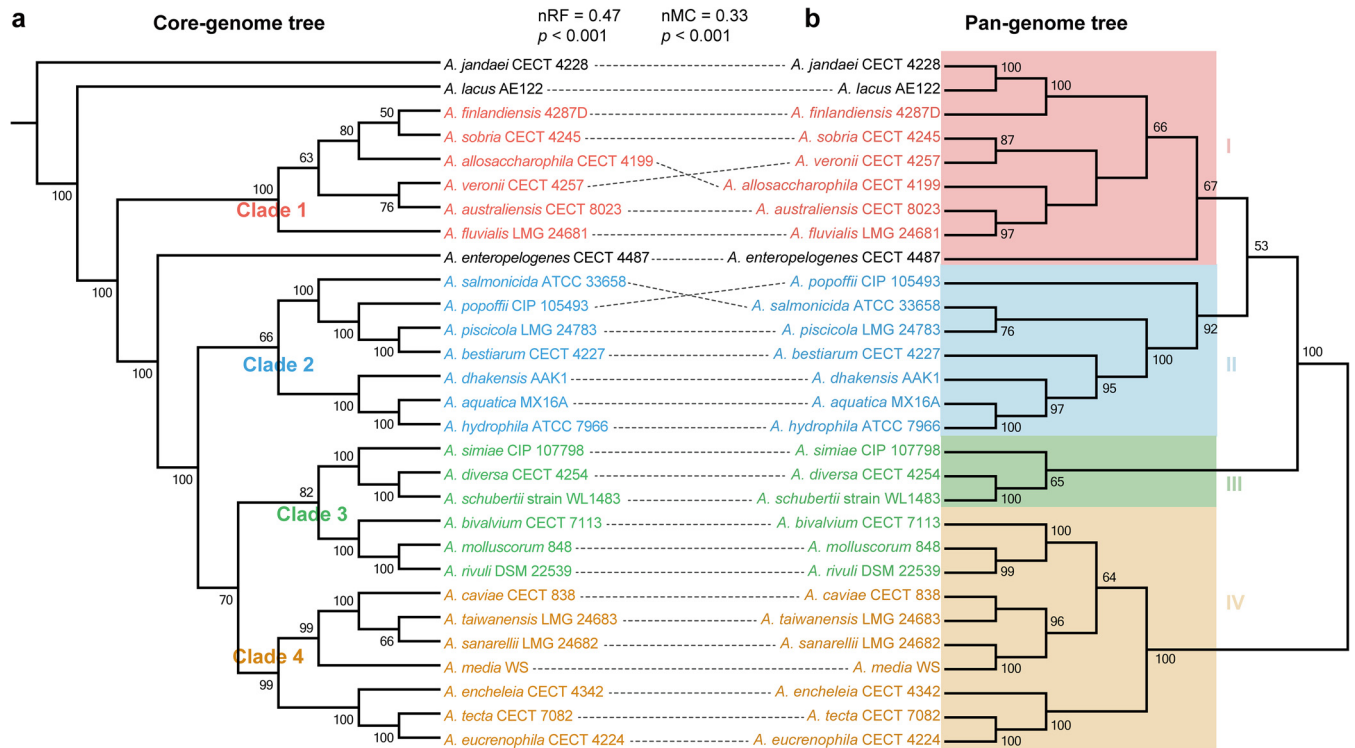 a
Core-genome tree
nRF = 0.47
p < 0.001
nMC = 0.33
p < 0.001
b
Pan-genome tree
A. jandaei CECT 4228
A. lacus AE122
A. finlandiensis 4287D
A. sobria CECT 4245
A. allosaccharophila CECT 4199
A. veronii CECT 4257
A. australiensis CECT 8023
A. fluvialis LMG 24681
A. enteropelogenes CECT 4487
A. salmonicida ATCC 33658
A. popoffii CIP 105493
A. piscicola LMG 24783
A. bestiarum CECT 4227
A. dhakensis AAK1
A. aquatica MX16A
A. hydrophila ATCC 7966
A. simiae CIP 107798
A. diversa CECT 4254
A. schubertii strain WL1483
A. bivalvium CECT 7113
A. molluscorum 848
A. rivuli DSM 22539
A. caviae CECT 838
A. taiwanensis LMG 24683
A. sanarellii LMG 24682
A. media WS
A. encheleia CECT 4342
A. tecta CECT 7082
A. eucrenophila CECT 4224
50
80
63
100
Clade 1
76
100
100
100
100
100
66
Clade 2
100
100
100
100
100
100
82
Clade 3
100
100
100
70
100
99
66
Clade 4
99
100
100
A. jandaei CECT 4228
A. lacus AE122
A. finlandiensis 4287D
A. sobria CECT 4245
A. veronii CECT 4257
A. allosaccharophila CECT 4199
A. australiensis CECT 8023
A. fluvialis LMG 24681
A. enteropelogenes CECT 4487
A. popoffii CIP 105493
A. salmonicida ATCC 33658
A. piscicola LMG 24783
A. bestiarum CECT 4227
A. dhakensis AAK1
A. aquatica MX16A
A. hydrophila ATCC 7966
A. simiae CIP 107798
A. diversa CECT 4254
A. schubertii strain WL1483
A. bivalvium CECT 7113
A. molluscorum 848
A. rivuli DSM 22539
A. caviae CECT 838
A. taiwanensis LMG 24683
A. sanarellii LMG 24682
A. media WS
A. encheleia CECT 4342
A. tecta CECT 7082
A. eucrenophila CECT 4224
100
100
66
87
I
67
97
53
76
92
100
100
II
95
97
100
65
III
100
100
99
64
IV
96
100
100
100
100